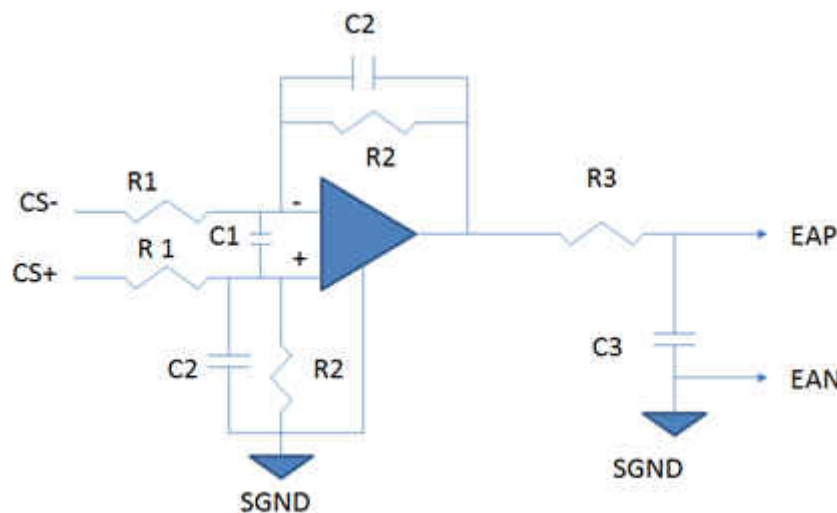 C2
R2
R1
R3
CS-
-
C1
EAP
R 1
+
CS+
C3
C2
R2
EAN
SGND
SGND